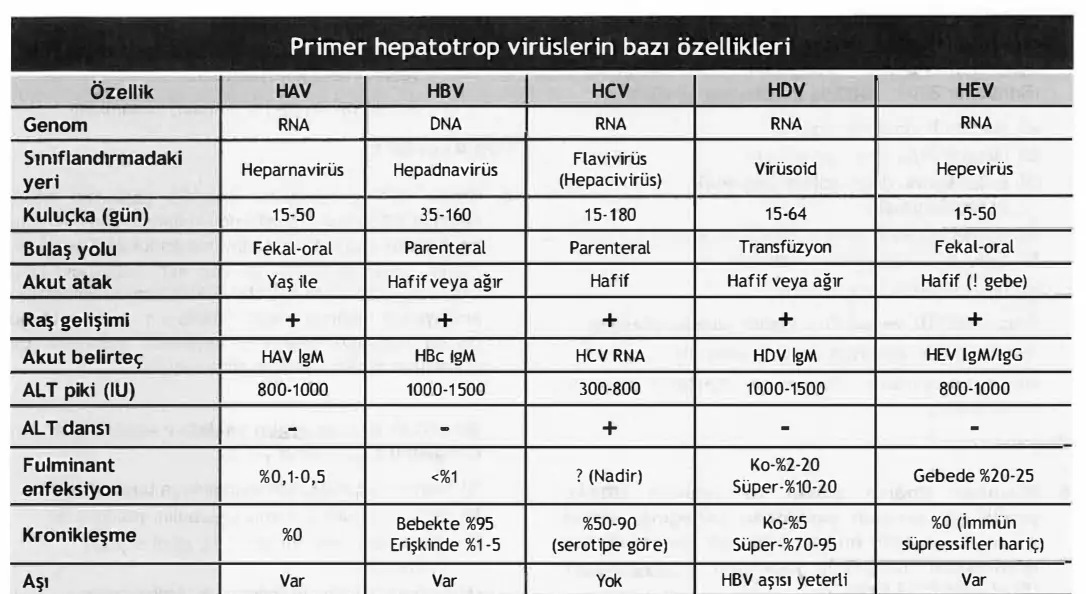 Primer hepatotrop virüslerin bazı özellikleri
Özellik HAV HBV HCV HDV HEV
Genom RNA DNA RNA RNA RNA
Sınıflandırmadaki yeri Heparnavirüs Hepadnavirüs Flavivirüs (Hepacivirüs) Virüsoid Hepevirüs
Kuluçka (gün) 15-50 35-160 15-180 15-64 15-50
Bulaş yolu Fekal-oral Parenteral Parenteral Transfüzyon Fekal-oral
Akut atak Yaş ile Hafif veya ağır Hafif Hafif veya ağır Hafif (! gebe)
Raş gelişimi + + + + +
Akut belirteç HAV IgM HBc IgM HCV RNA HDV IgM HEV IgM/IgG
ALT piki (IU) 800-1000 1000-1500 300-800 1000-1500 800-1000
ALT dansı - - + - -
Fulminant enfeksiyon %0,1-0,5 <%1 ? (Nadir) Ko-%2-20 Süper-%10-20 Gebede %20-25
Kronikleşme %0 Bebekte %95 Erişkinde %1-5 %50-90 (serotipe göre) Ko-%5 Süper-%70-95 %0 (İmmün süpressifler hariç)
Aşı Var Var Yok HBV aşısı yeterli Var